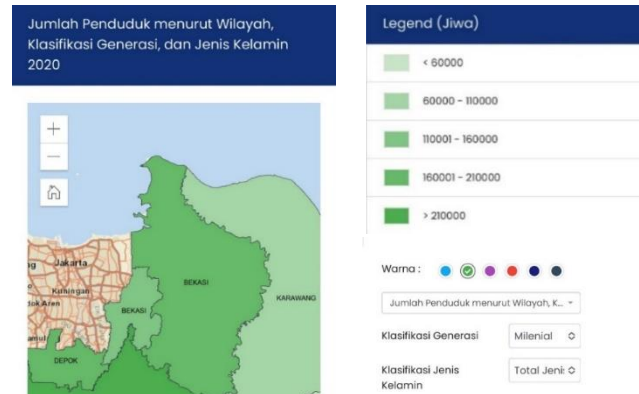 Jumlah Penduduk menurut Wilayah,
Klasifikasi Generasi, dan Jenis Kelamin
2020
Jakarta
Kuningan
BEKASI
BEKASI
KARAWANG
DEPOK
Legend (Jiwa)
< 60000
60000 - 110000
110001 - 160000
160001 - 210000
> 210000
Warna :
Jumlah Penduduk menurut Wilayah, K...
Klasifikasi Generasi
Milenial
Klasifikasi Jenis
Kelamin
Total Jeni: